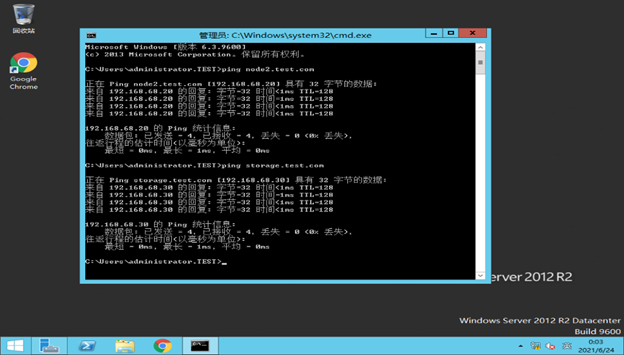 回收站
Google
Chrome
管理员: C:\Windows\system32\cmd.exe
Microsoft Windows [版本 6.3.9600]
(c) 2013 Microsoft Corporation. 保留所有权利。
C:\Users\administrator.TEST>ping node2.test.com
正在 Ping node2.test.com [192.168.68.20] 具有 32 字节的数据:
来自 192.168.68.20 的回复: 字节=32 时间<1ms TTL=128
来自 192.168.68.20 的回复: 字节=32 时间=1ms TTL=128
来自 192.168.68.20 的回复: 字节=32 时间<1ms TTL=128
来自 192.168.68.20 的回复: 字节=32 时间<1ms TTL=128
192.168.68.20 的 Ping 统计信息:
数据包: 已发送 = 4，已接收 = 4，丢失 = 0 (0% 丢失)，
往返行程的估计时间(以毫秒为单位):
最短 = 0ms，最长 = 1ms，平均 = 0ms
C:\Users\administrator.TEST>ping storage.test.com
正在 Ping storage.test.com [192.168.68.30] 具有 32 字节的数据:
来自 192.168.68.30 的回复: 字节=32 时间<1ms TTL=128
来自 192.168.68.30 的回复: 字节=32 时间=1ms TTL=128
来自 192.168.68.30 的回复: 字节=32 时间<1ms TTL=128
来自 192.168.68.30 的回复: 字节=32 时间<1ms TTL=128
192.168.68.30 的 Ping 统计信息:
数据包: 已发送 = 4，已接收 = 4，丢失 = 0 (0% 丢失)，
往返行程的估计时间(以毫秒为单位):
最短 = 0ms，最长 = 1ms，平均 = 0ms
C:\Users\administrator.TEST>_
erver 2012 R2
Windows Server 2012 R2 Datacenter
Build 9600
0:03
2021/6/24